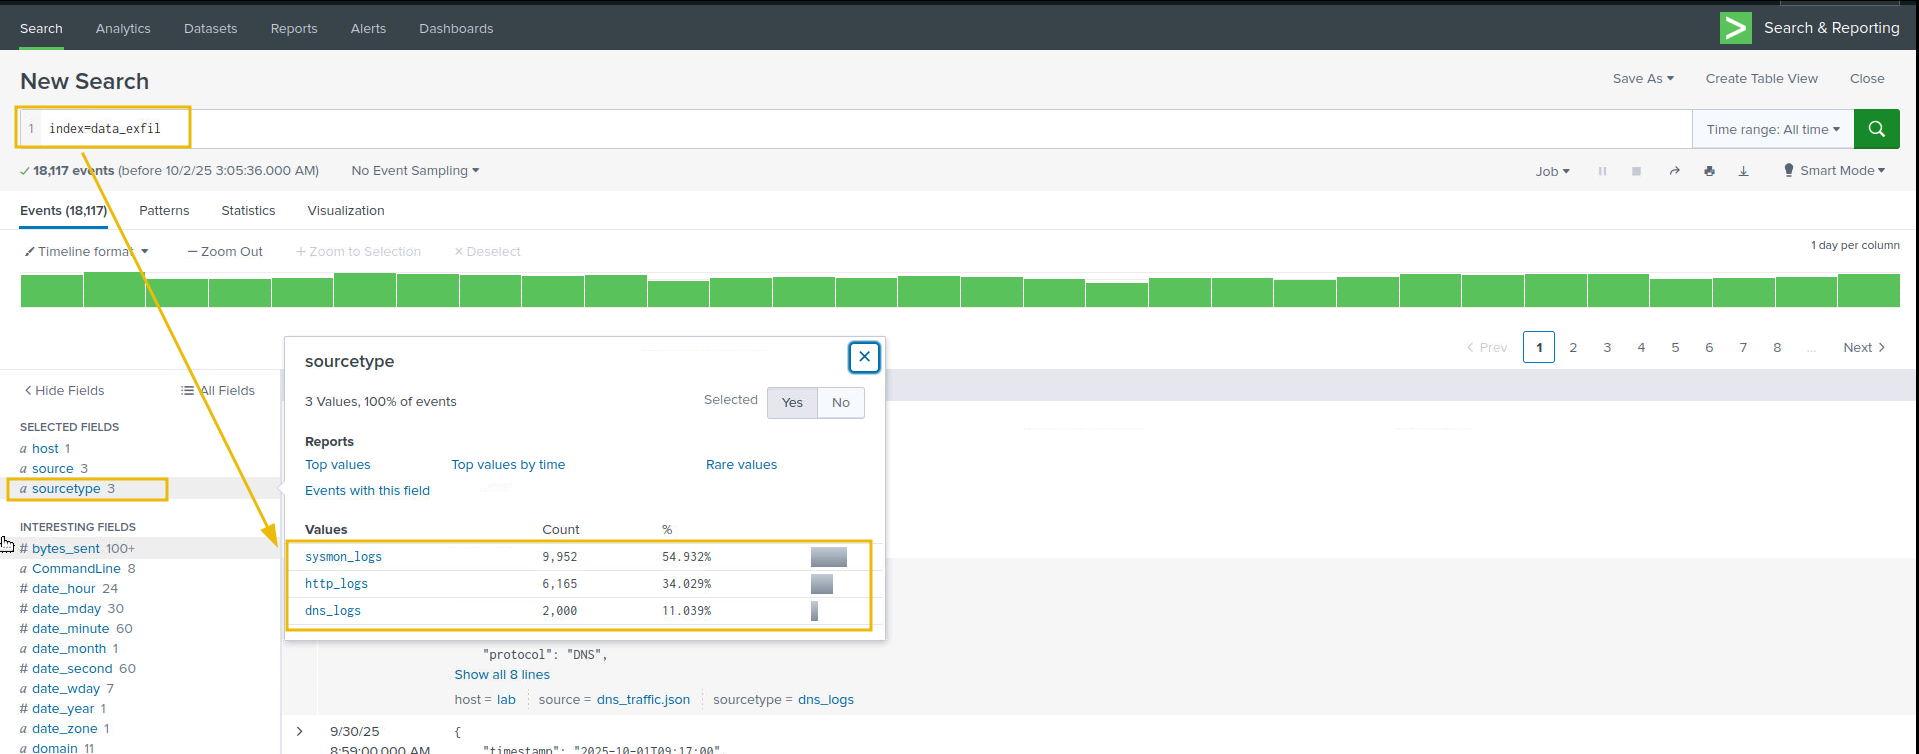 Search Analytics Datasets Reports Alerts Dashboards
> Search & Reporting
New Search
Save As Create Table View Close
1 index=data_exfil
Time range: All time
18,117 events (before 10/2/25 3:05:36.000 AM) No Event Sampling
Job Smart Mode
Events (18,117) Patterns Statistics Visualization
Timeline format — Zoom Out + Zoom to Selection × Deselect
1 day per column
< Prev 1 2 3 4 5 6 7 8 ... Next >
< Hide Fields All Fields
SELECTED FIELDS
a host 1
a source 3
a sourcetype 3
INTERESTING FIELDS
# bytes_sent 100+
a CommandLine 8
# date_hour 24
# date_mday 30
# date_minute 60
a date_month 1
# date_second 60
a date_wday 7
# date_year 1
a date_zone 1
a domain 11
sourcetype
3 Values, 100% of events
Selected Yes No
Reports
Top values Top values by time Rare values
Events with this field
Values Count %
sysmon_logs 9,952 54.932%
http_logs 6,165 34.029%
dns_logs 2,000 11.039%
"protocol": "DNS",
Show all 8 lines
host = lab source = dns_traffic.json sourcetype = dns_logs
> 9/30/25 {
8:59:00.000 AM "timestamp": "2025-10-01T09:17:00",